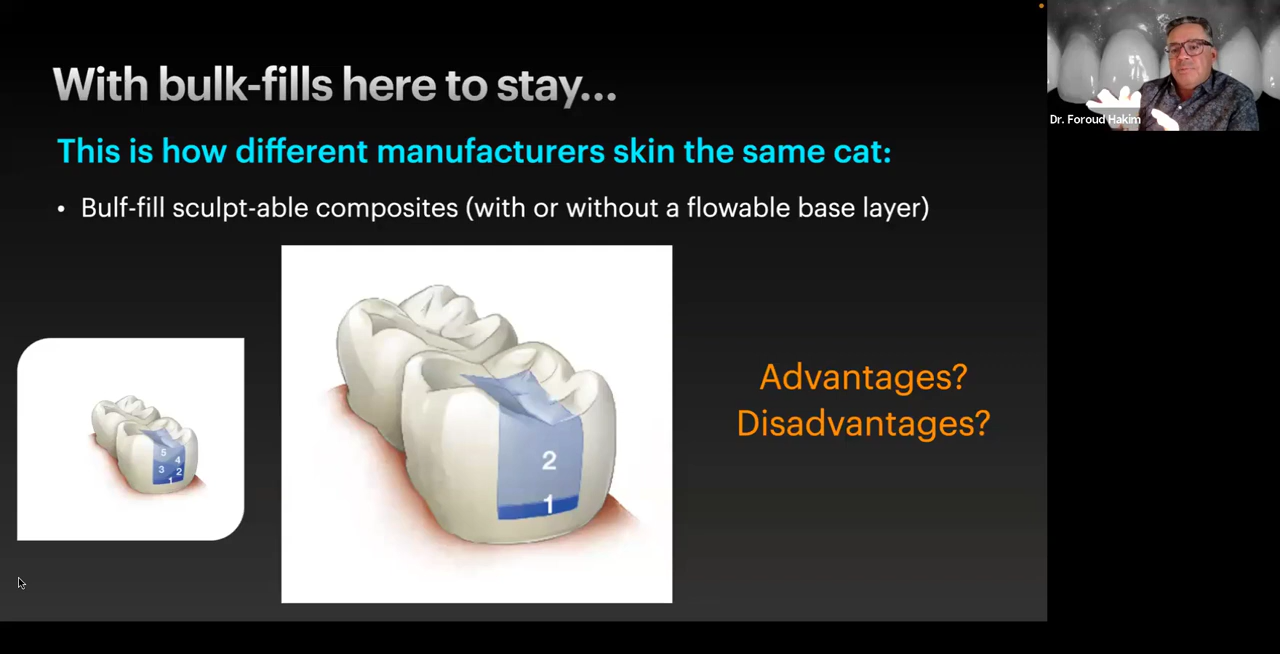 With bulk-fills here to stay...
This is how different manufacturers skin the same cat:
• Bulf-fill sculpt-able composites (with or without a flowable base layer)
5
4
3
2
1
2
1
Advantages?
Disadvantages?
Dr. Foroud Hakim